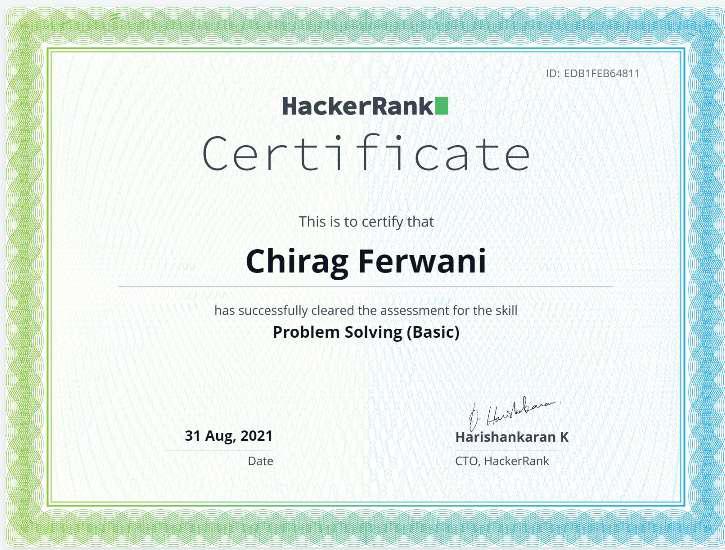 ID: EDB1FEB64811
HackerRank
Certificate
This is to certify that
Chirag Ferwani
has successfully cleared the assessment for the skill
Problem Solving (Basic)
31 Aug, 2021
Harishankaran K
Date
CTO, HackerRank